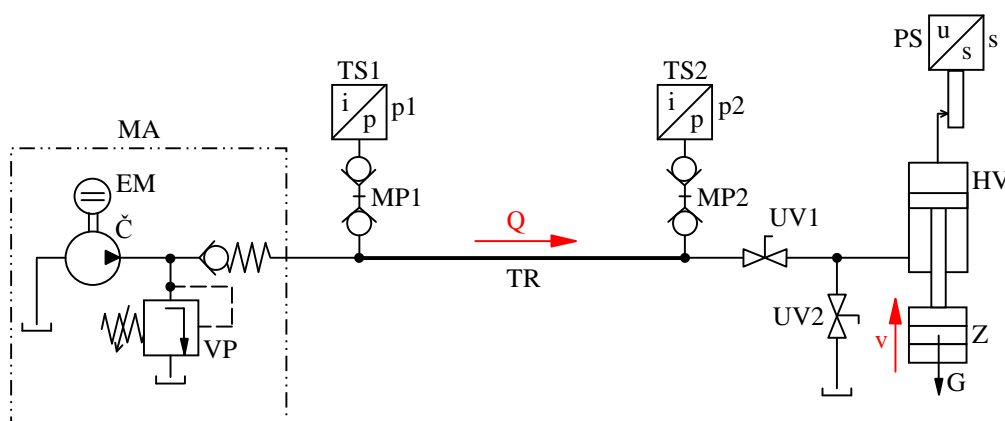 PS
u
s
s
TS1
i
p
p1
TS2
i
p
p2
MA
EM
Č
MP1
MP2
HV
Q
UV1
TR
UV2
VP
v
Z
G